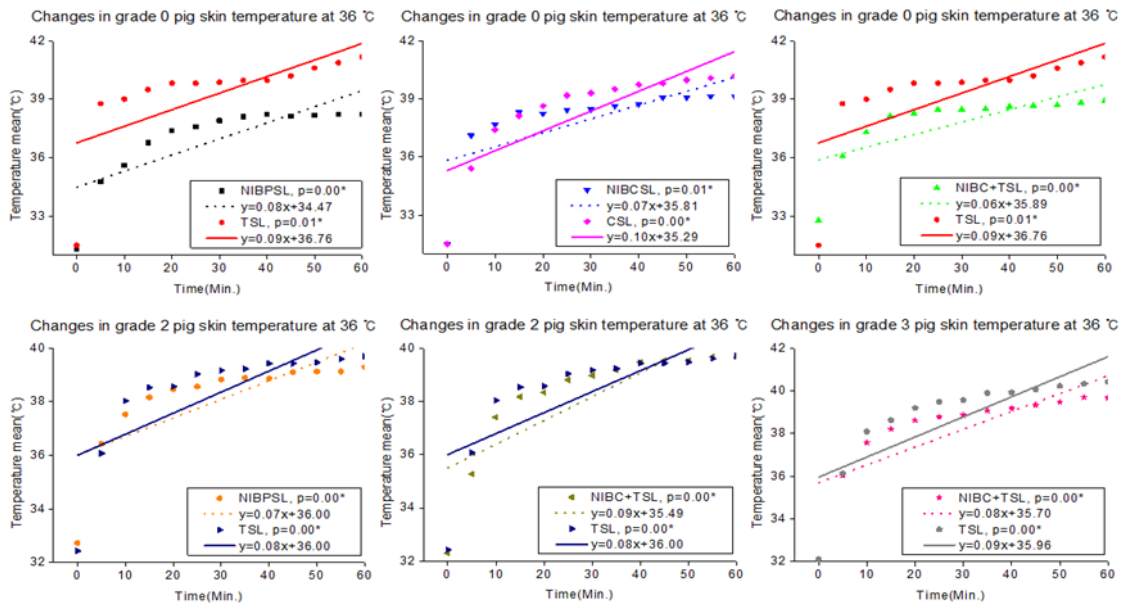 Changes in grade 0 pig skin temperature at 36 ℃
Temperature mean(℃)
42
39
36
33
NIBPSL, p=0.00*
y=0.08x+34.47
TSL, p=0.01*
y=0.09x+36.76
0 10 20 30 40 50 60
Time(Min.)
Changes in grade 0 pig skin temperature at 36 ℃
Temperature mean(℃)
42
39
36
33
NIBCSL, p=0.01*
y=0.07x+35.81
CSL, p=0.00*
y=0.10x+35.29
0 10 20 30 40 50 60
Time(Min.)
Changes in grade 0 pig skin temperature at 36 ℃
Temperature mean(℃)
42
39
36
33
NIBC+TSL, p=0.00*
y=0.06x+35.89
TSL, p=0.01*
y=0.09x+36.76
0 10 20 30 40 50 60
Time(Min.)
Changes in grade 2 pig skin temperature at 36 ℃
Temperature mean(℃)
40
38
36
34
32
NIBPSL, p=0.00*
y=0.07x+36.00
TSL, p=0.00*
y=0.08x+36.00
0 10 20 30 40 50 60
Time(Min.)
Changes in grade 2 pig skin temperature at 36 ℃
Temperature mean(℃)
40
38
36
34
32
NIBC+TSL, p=0.00*
y=0.09x+35.49
TSL, p=0.00*
y=0.08x+36.00
0 10 20 30 40 50 60
Time(Min.)
Changes in grade 3 pig skin temperature at 36 ℃
Temperature mean(℃)
42
40
38
36
34
32
NIBC+TSL, p=0.00*
y=0.08x+35.70
TSL, p=0.00*
y=0.09x+35.96
0 10 20 30 40 50 60
Time(Min.)